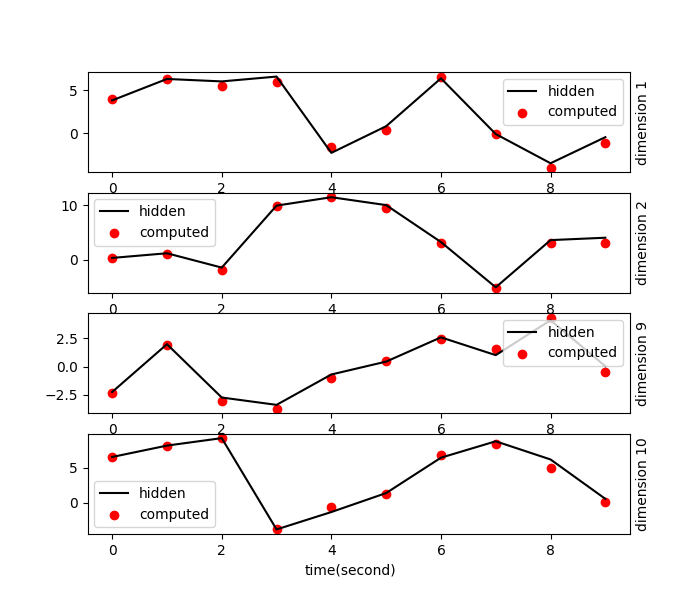 5
0
hidden
computed
dimension 1
0 2 4 6 8
10
0
hidden
computed
dimension 2
0 2 4 6 8
2.5
0.0
−2.5
hidden
computed
dimension 9
0 2 4 6 8
5
0
hidden
computed
dimension 10
0 2 4 6 8
time(second)